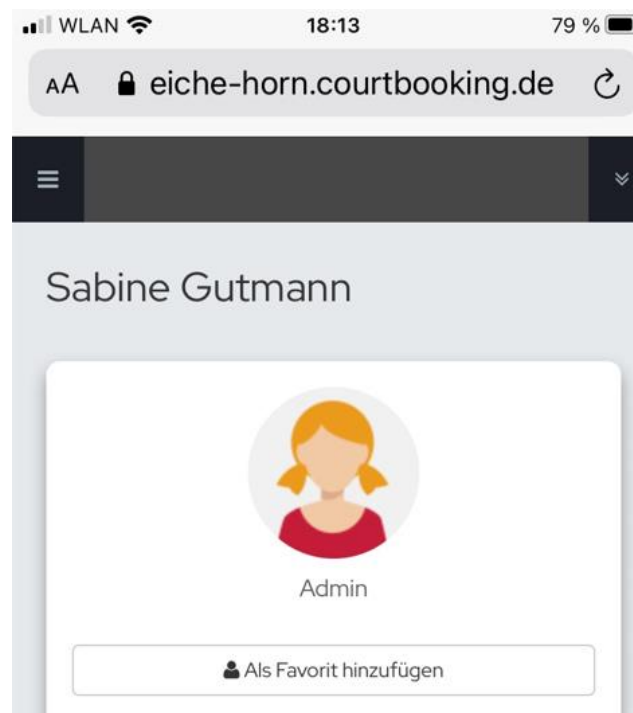 WLAN 18:13 79 %
AA eiche-horn.courtbooking.de
Sabine Gutmann
Admin
Als Favorit hinzufügen